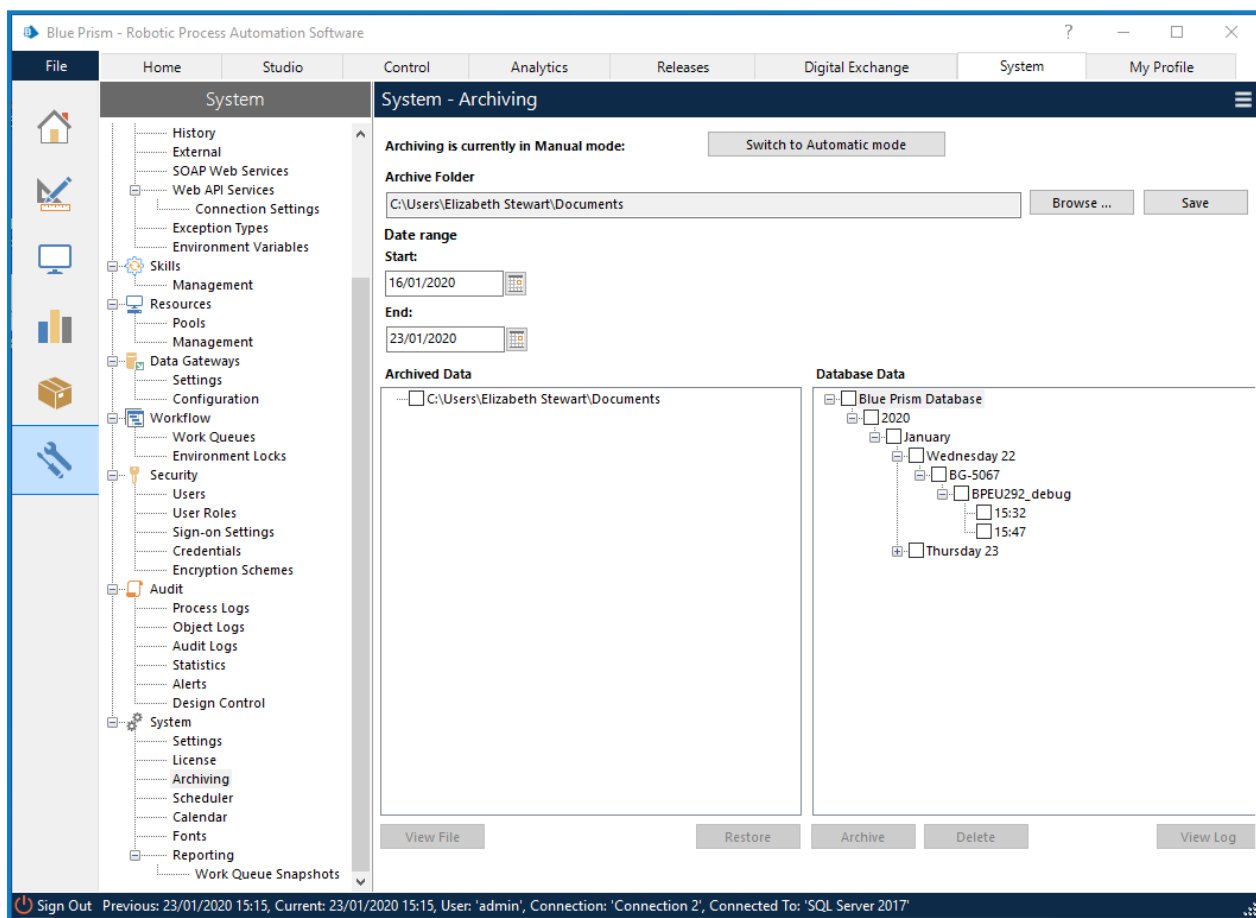 Blue Prism - Robotic Process Automation Software
?
File Home Studio Control Analytics Releases Digital Exchange System My Profile
System
History
External
SOAP Web Services
Web API Services
Connection Settings
Exception Types
Environment Variables
Skills
Management
Resources
Pools
Management
Data Gateways
Settings
Configuration
Workflow
Work Queues
Environment Locks
Security
Users
User Roles
Sign-on Settings
Credentials
Encryption Schemes
Audit
Process Logs
Object Logs
Audit Logs
Statistics
Alerts
Design Control
System
Settings
License
Archiving
Scheduler
Calendar
Fonts
Reporting
Work Queue Snapshots
System - Archiving
Archiving is currently in Manual mode: Switch to Automatic mode
Archive Folder
C:\Users\Elizabeth Stewart\Documents Browse ... Save
Date range
Start:
16/01/2020
End:
23/01/2020
Archived Data
C:\Users\Elizabeth Stewart\Documents
View File Restore
Database Data
Blue Prism Database
2020
January
Wednesday 22
BG-5067
BPEU292_debug
15:32
15:47
Thursday 23
Archive Delete View Log
Sign Out Previous: 23/01/2020 15:15, Current: 23/01/2020 15:15, User: 'admin', Connection: 'Connection 2', Connected To: 'SQL Server 2017'